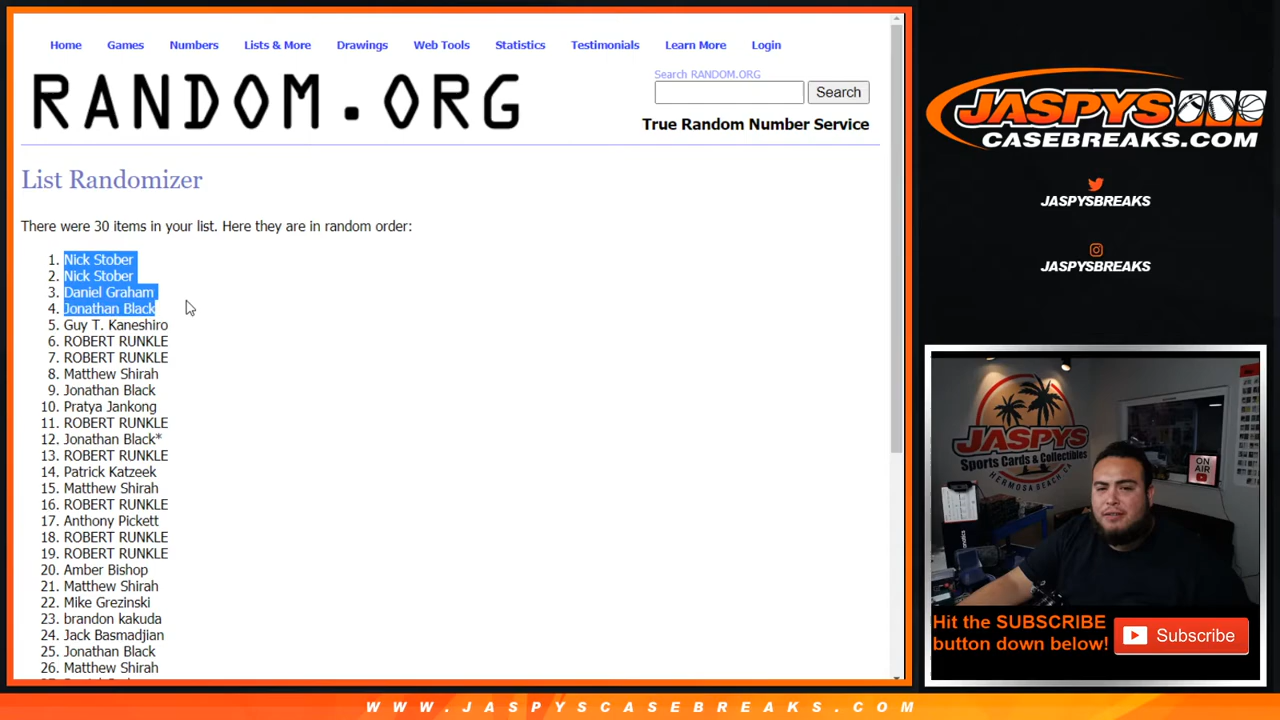 Home Games Numbers Lists & More Drawings Web Tools Statistics Testimonials Learn More Login
RANDOM.ORG
Search RANDOM.ORG
Search
True Random Number Service
List Randomizer
There were 30 items in your list. Here they are in random order:
1. Nick Stober
2. Nick Stober
3. Daniel Graham
4. Jonathan Black
5. Guy T. Kaneshiro
6. ROBERT RUNKLE
7. ROBERT RUNKLE
8. Matthew Shirah
9. Jonathan Black
10. Pratya Jankong
11. ROBERT RUNKLE
12. Jonathan Black*
13. ROBERT RUNKLE
14. Patrick Katzeek
15. Matthew Shirah
16. ROBERT RUNKLE
17. Anthony Pickett
18. ROBERT RUNKLE
19. ROBERT RUNKLE
20. Amber Bishop
21. Matthew Shirah
22. Mike Grezinski
23. brandon kakuda
24. Jack Basmadjian
25. Jonathan Black
26. Matthew Shirah
JASPYS
CASEBREAKS.COM
JASPYSBREAKS
JASPYSBREAKS
JASPYS
Sports Cards & Collectibles
HERMOSA BEACH, CA
ON
AIR
Hit the SUBSCRIBE
button down below!
Subscribe
WWW.JASPYSCASEBREAKS.COM